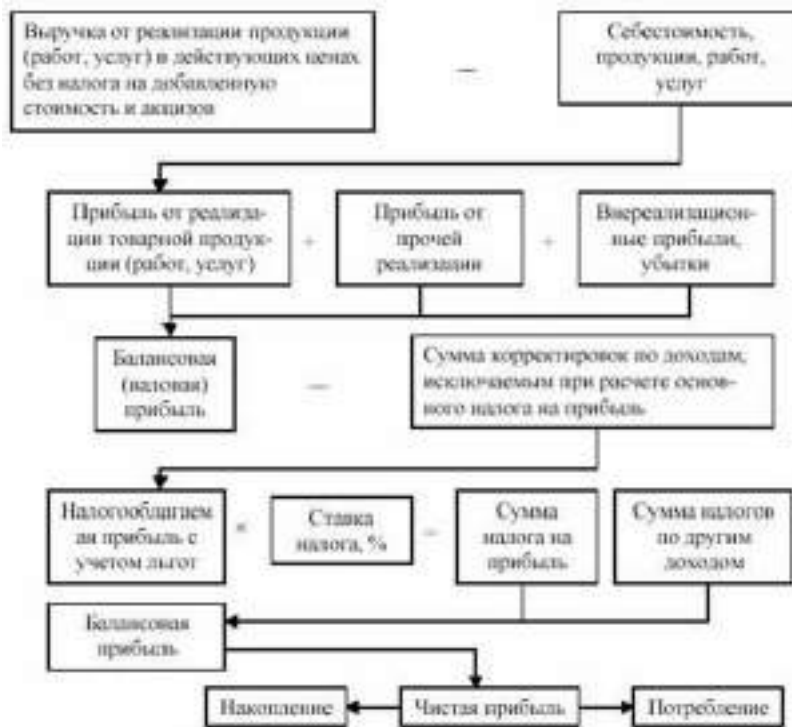 Выручка от реализации продукции
(работ, услуг) в действующих ценах
без налога на добавленную
стоимость и акцизов
—
Себестоимость,
продукции, работ,
услуг
Прибыль от реализа-
ции товарной продук-
ции (работ, услуг)
+
Прибыль от
прочей
реализации
+
Внереализацион-
ные прибыли,
убытки
Балансовая
(валовая)
прибыль
—
Сумма корректировок по доходам,
исключаемым при расчете основ-
ного налога на прибыль
Налогооблагаем
ая прибыль с
учетом льгот
Ставка
налога, %
Сумма
налога на
прибыль
Сумма налогов
по другим
доходом
Балансовая
прибыль
Накопление
Чистая прибыль
Потребление